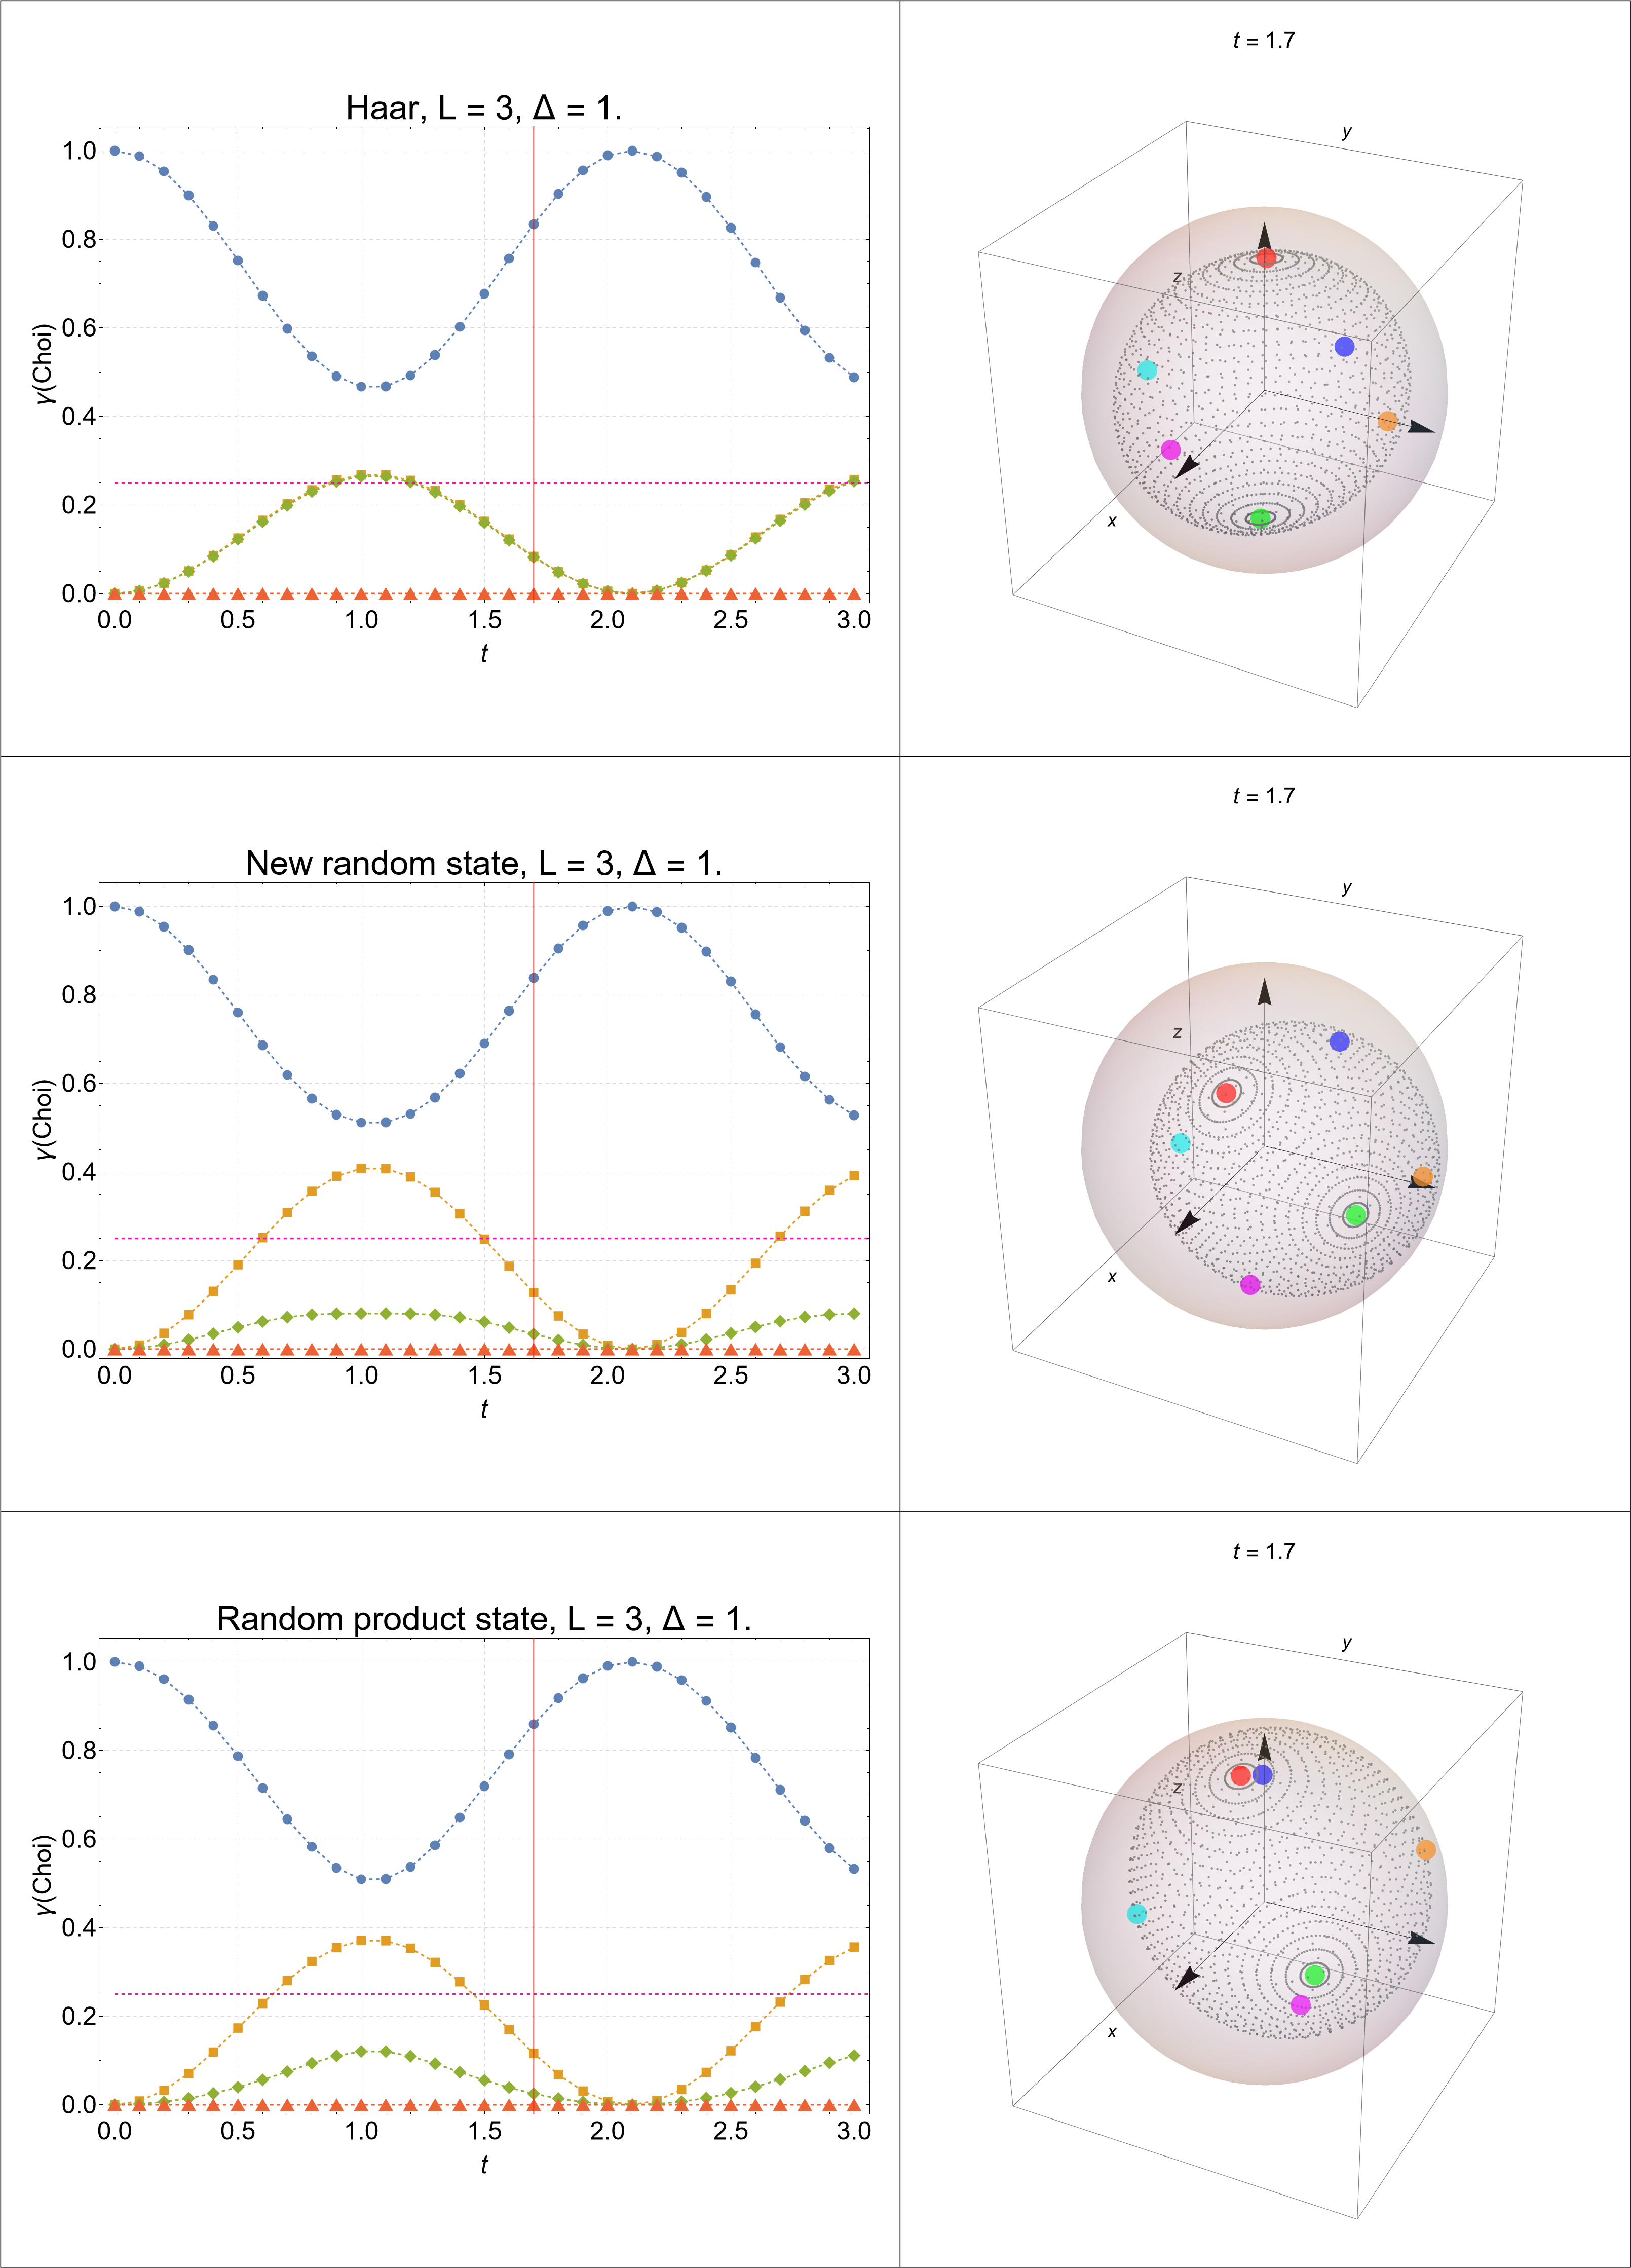 Haar, L = 3, Δ = 1.
γ(Choi)
1.0
0.8
0.6
0.4
0.2
0.0
0.0 0.5 1.0 1.5 2.0 2.5 3.0
t
t = 1.7
y
z
x
New random state, L = 3, Δ = 1.
γ(Choi)
1.0
0.8
0.6
0.4
0.2
0.0
0.0 0.5 1.0 1.5 2.0 2.5 3.0
t
t = 1.7
y
z
x
Random product state, L = 3, Δ = 1.
γ(Choi)
1.0
0.8
0.6
0.4
0.2
0.0
0.0 0.5 1.0 1.5 2.0 2.5 3.0
t
t = 1.7
y
z
x